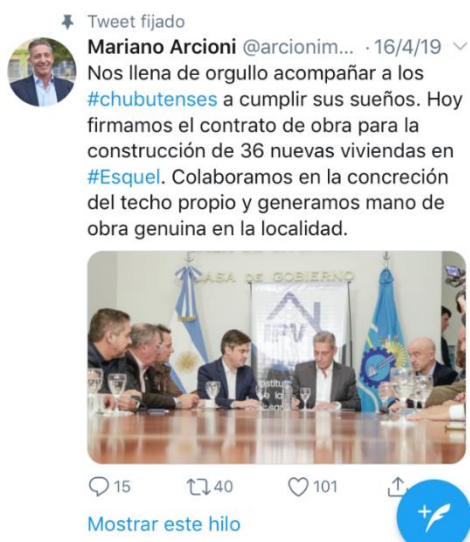 Tweet fijado
Mariano Arcioni @arcionim... · 16/4/19
Nos llena de orgullo acompañar a los
#chubutenses a cumplir sus sueños. Hoy
firmamos el contrato de obra para la
construcción de 36 nuevas viviendas en
#Esquel. Colaboramos en la concreción
del techo propio y generamos mano de
obra genuina en la localidad.
CASA DE GOBIERNO
IPV
15 40 101
Mostrar este hilo